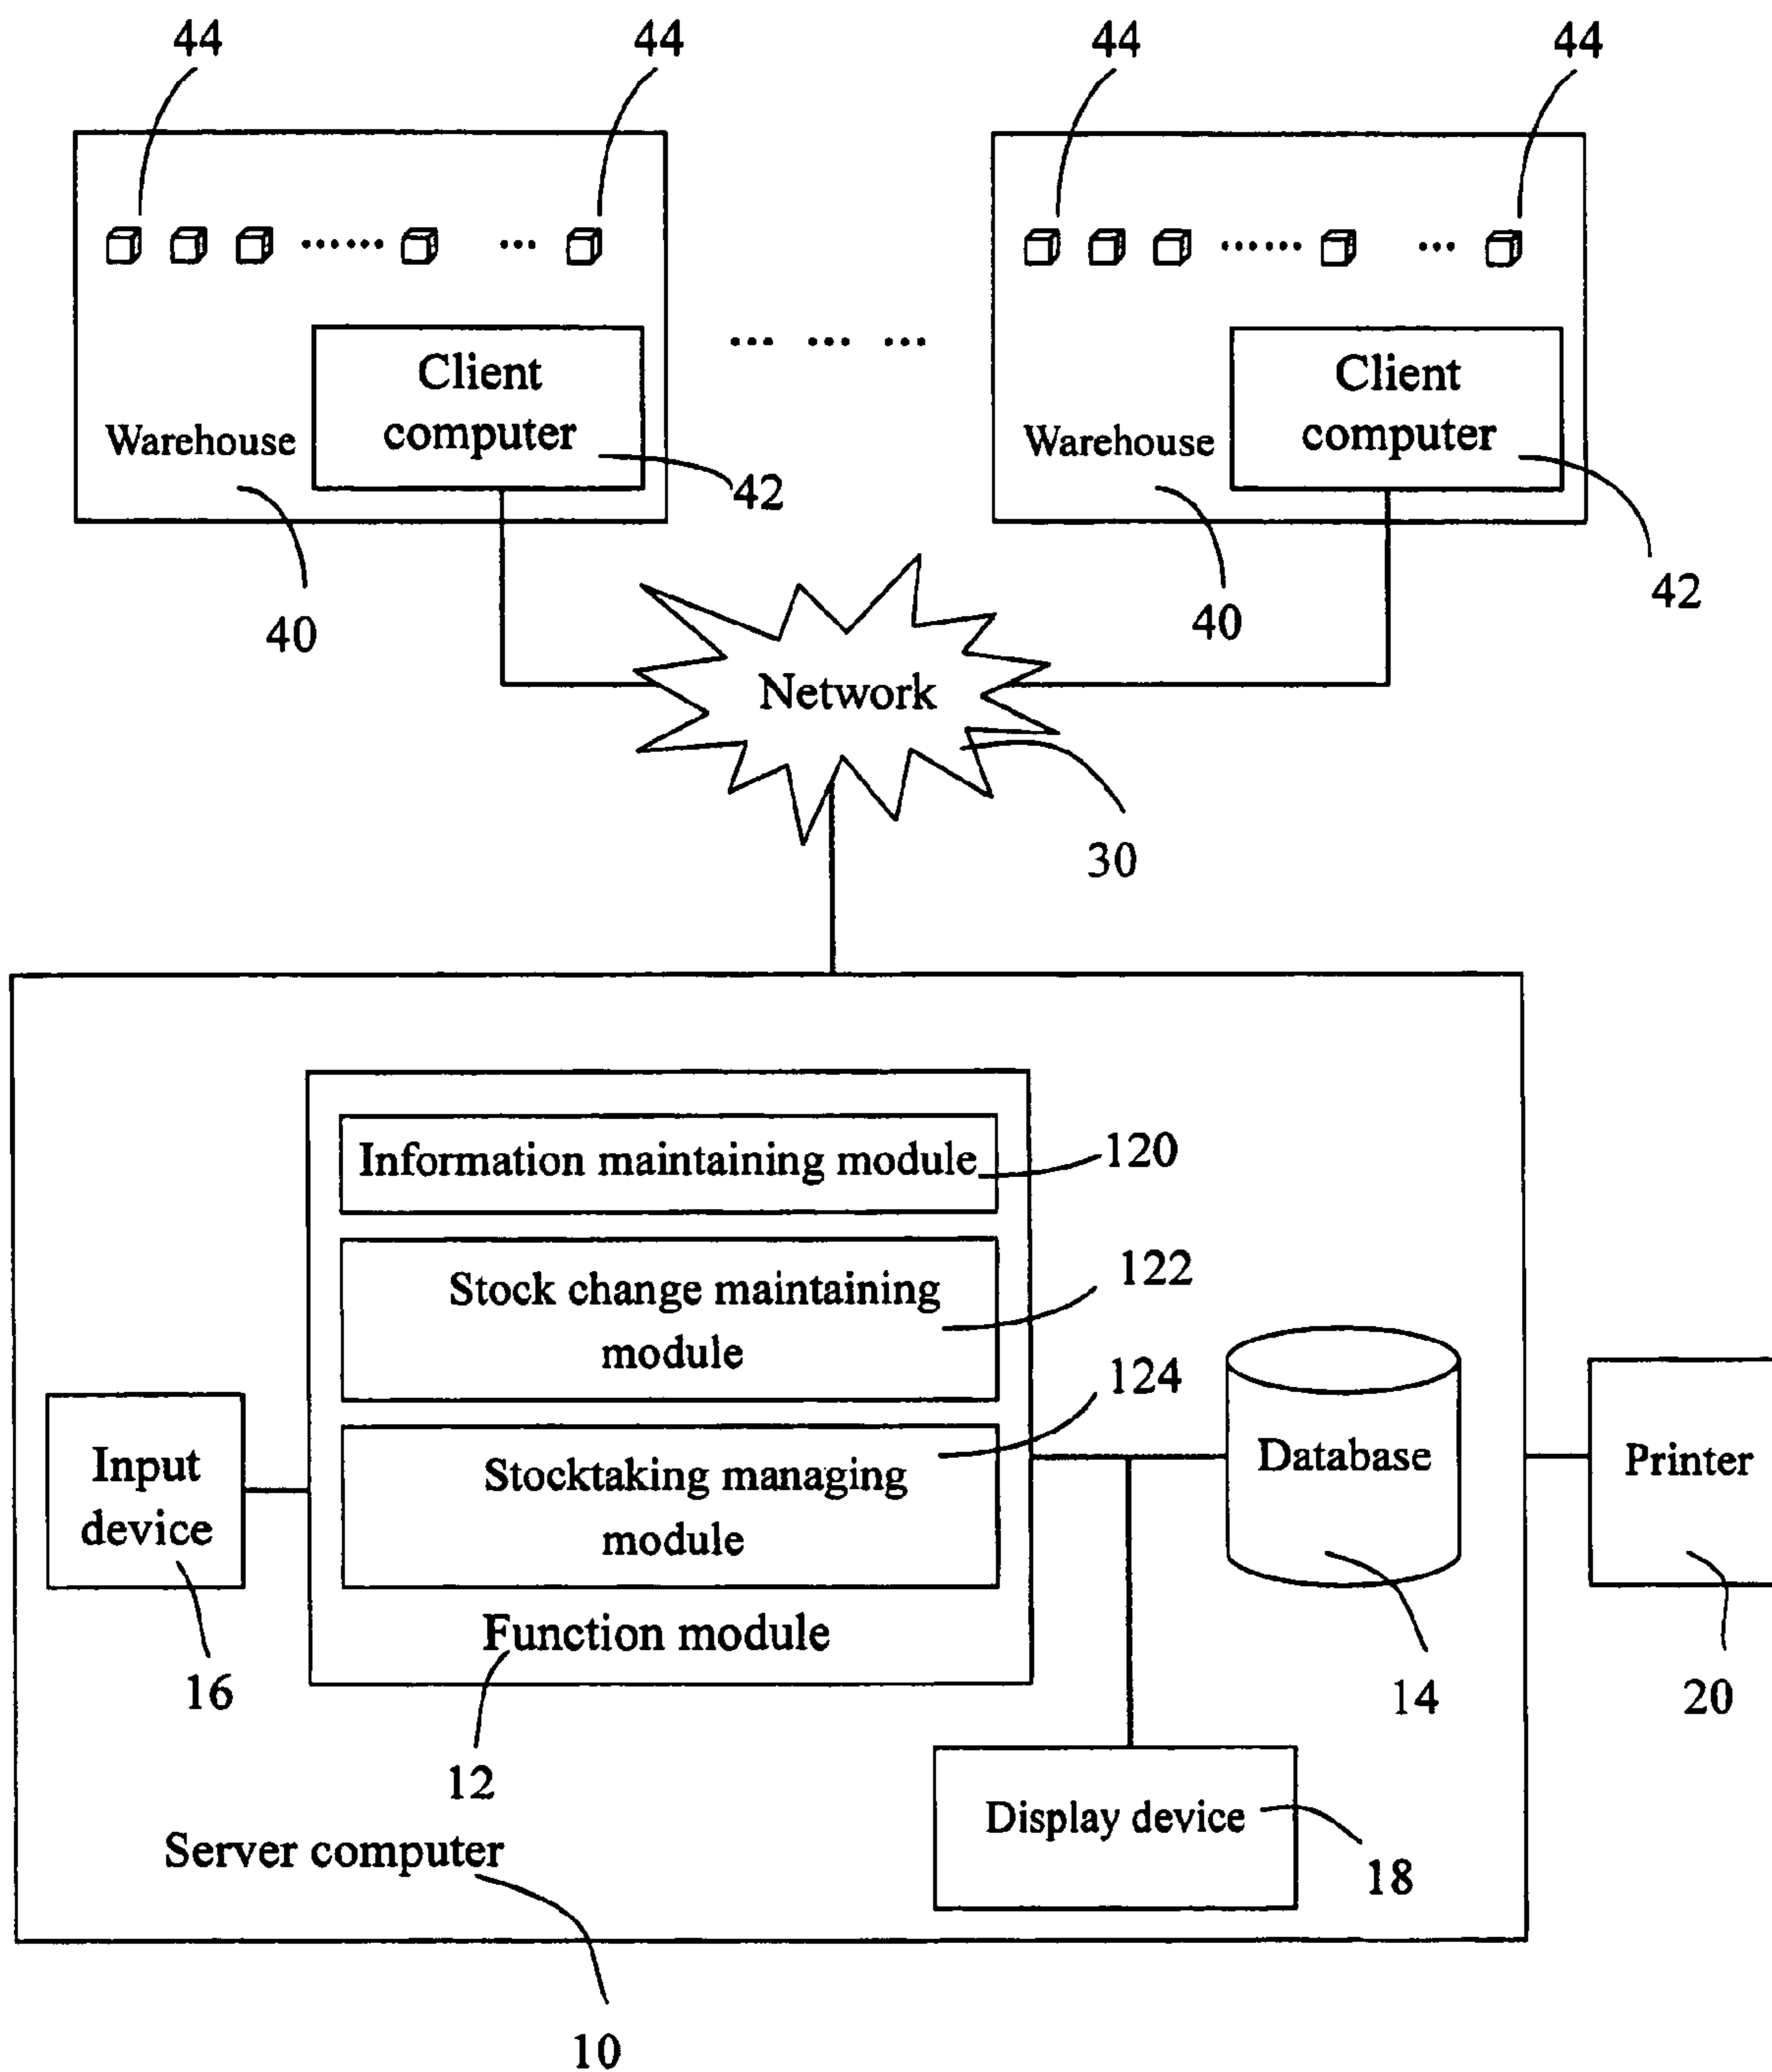 44 44 44 44
...... ... ...... ...
... ... ...
Client
computer
Warehouse
42
40
Client
computer
Warehouse
42
40
Network
30
Information maintaining module
120
Stock change maintaining
module
122
Stocktaking managing
module
124
Function module
12
Input
device
16
Database
14
Printer
20
Display device
18
Server computer
10